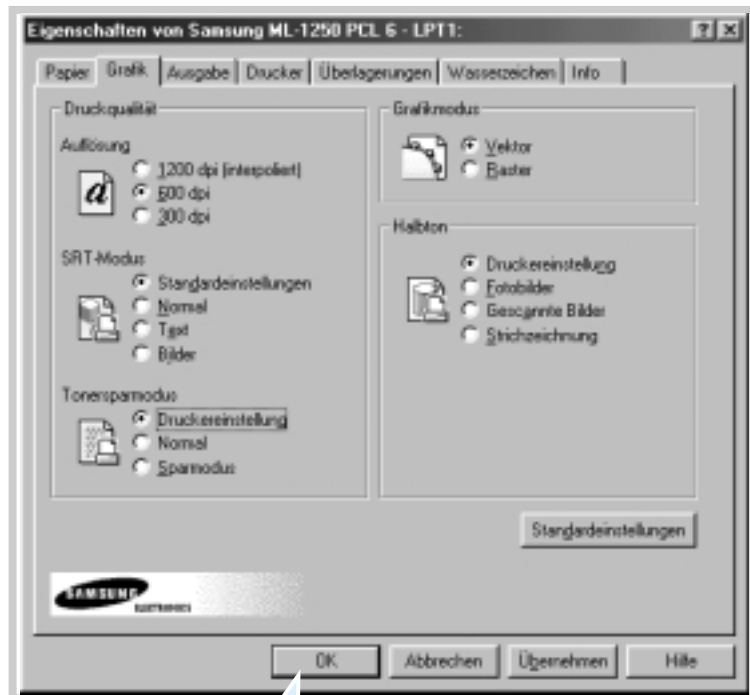 Eigenschaften von Samsung ML-1250 PCL 6 - LPT1:
Papier Grafik Ausgabe Drucker Überlagerungen Wasserzeichen Info
Druckqualität
Auflösung
1200 dpi (interpoliert)
600 dpi
300 dpi
SRT-Modus
Standardeinstellungen
Normal
Text
Bilder
Tonersparmodus
Druckereinstellung
Normal
Sparmodus
Grafikmodus
Vektor
Raster
Halbton
Druckereinstellung
Fotobilder
Gescannte Bilder
Strichzeichnung
Standardeinstellungen
SAMSUNG
ELECTRONICS
OK Abbrechen Übernehmen Hilfe